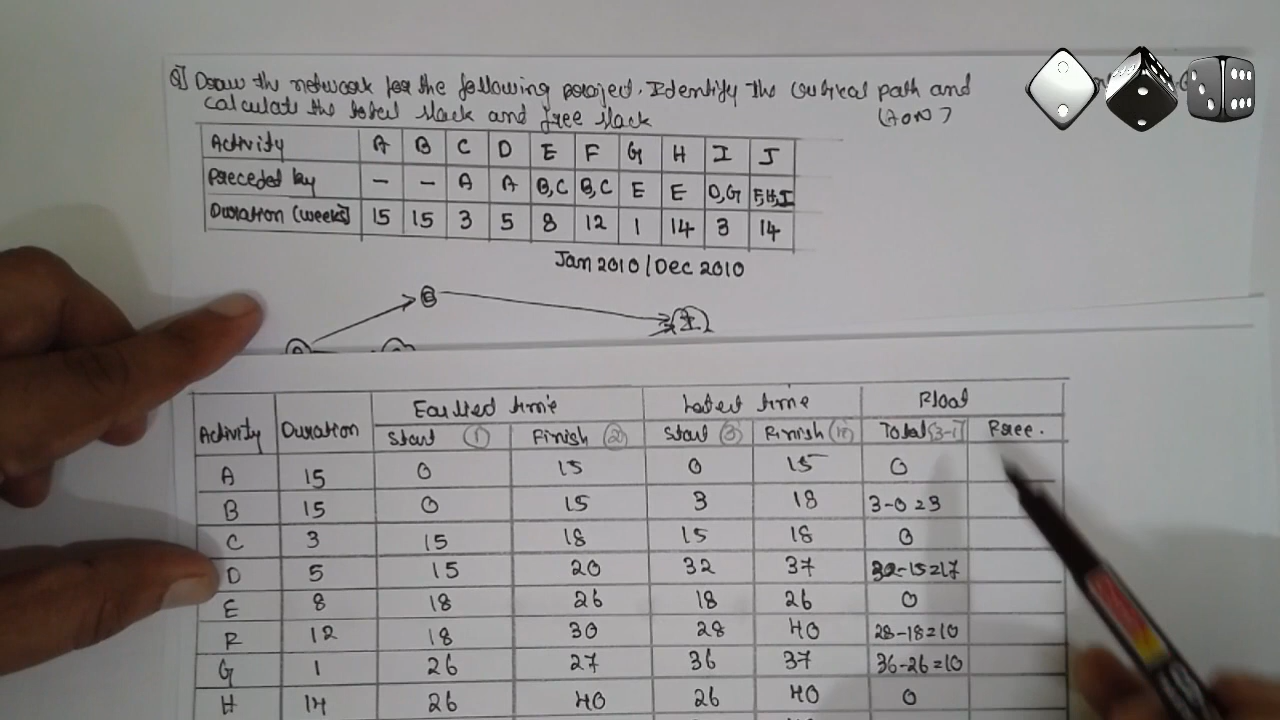 Q] Draw the network for the following project. Identify the critical path and
calculate the total slack and free slack (AON)
Activity A B C D E F G H I J
Preceded by — — A A B,C B,C E E D,G F,H,I
Duration (weeks) 15 15 3 5 8 12 1 14 3 14
Jan 2010 / Dec 2010
B
I
Activity Duration Earliest time Latest time Float
Start ① Finish ② Start ③ Finish Total [3-1] Free.
A 15 0 15 0 15 0
B 15 0 15 3 18 3-0=3
C 3 15 18 15 18 0
D 5 15 20 32 37 32-15=17
E 8 18 26 18 26 0
F 12 18 30 28 40 28-18=10
G 1 26 27 36 37 36-26=10
H 14 26 40 26 40 0